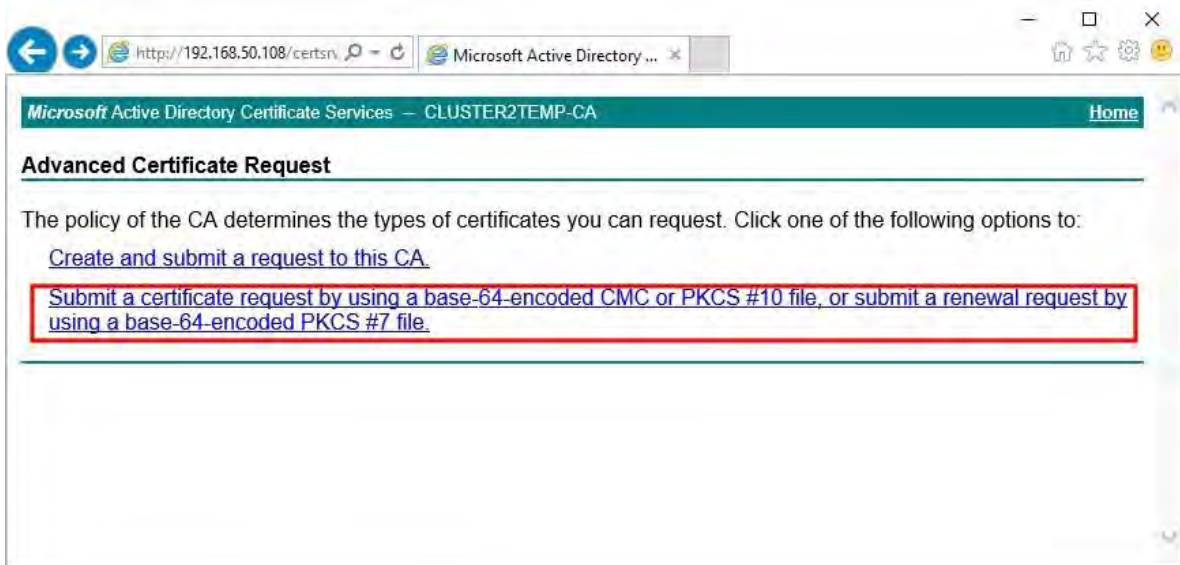 http://192.168.50.108/certsn
Microsoft Active Directory ...
Microsoft Active Directory Certificate Services – CLUSTER2TEMP-CA
Home
Advanced Certificate Request
The policy of the CA determines the types of certificates you can request. Click one of the following options to:
Create and submit a request to this CA.
Submit a certificate request by using a base-64-encoded CMC or PKCS #10 file, or submit a renewal request by
using a base-64-encoded PKCS #7 file.